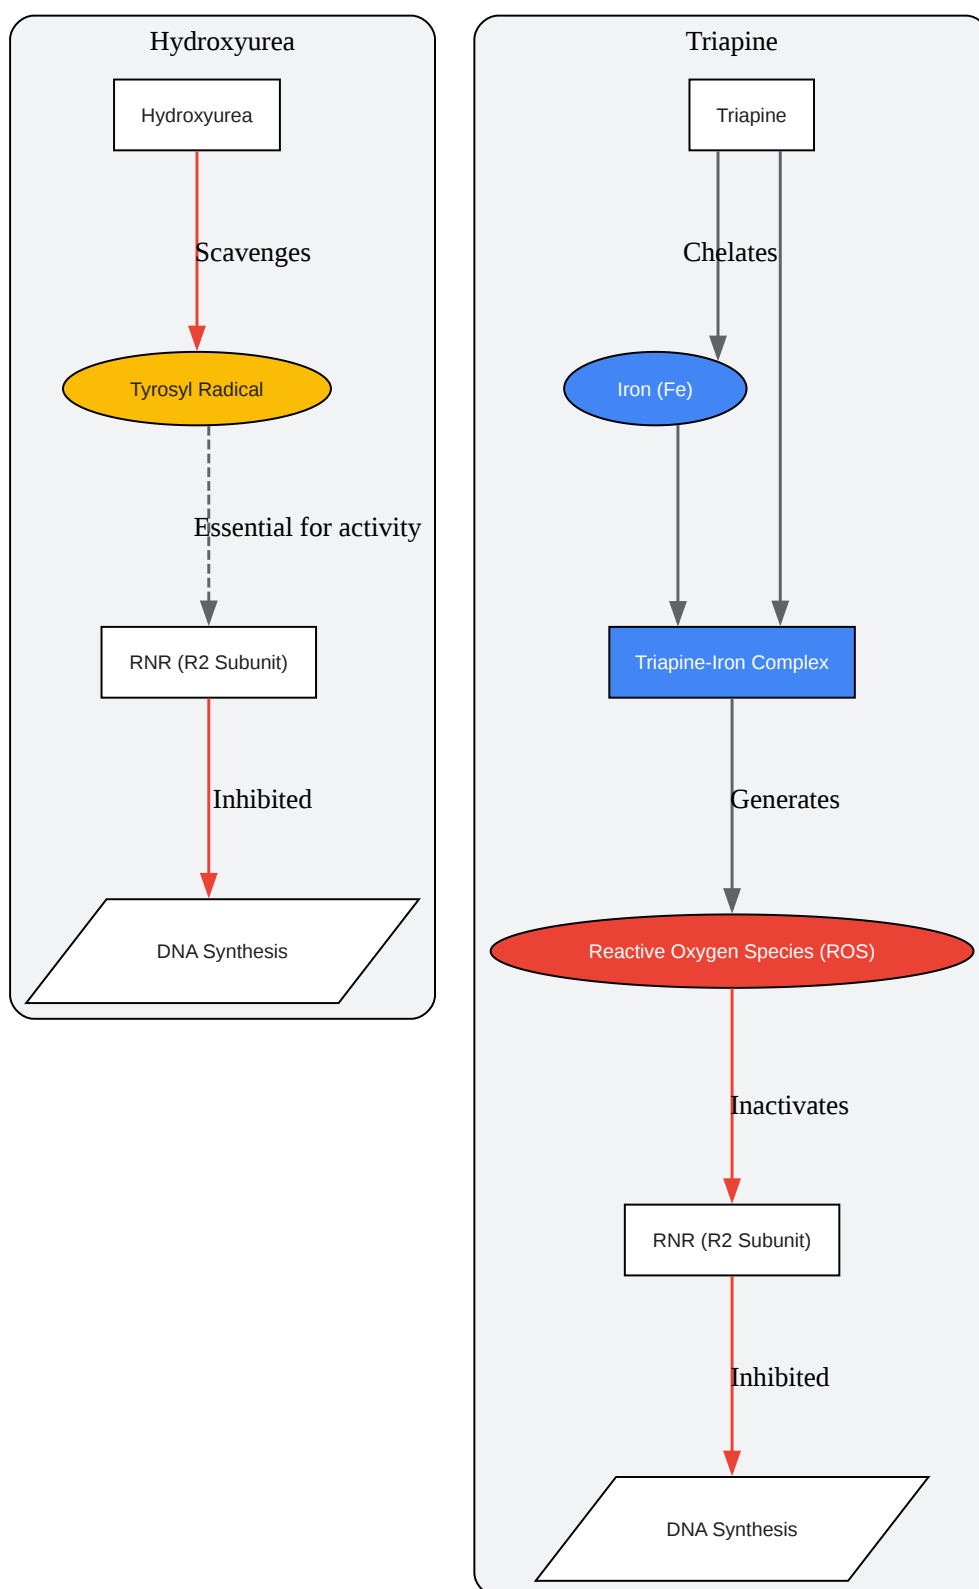 Hydroxyurea
Hydroxyurea
Scavenges
Tyrosyl Radical
Essential for activity
RNR (R2 Subunit)
Inhibited
DNA Synthesis
Triapine
Triapine
Chelates
Iron (Fe)
Triapine-Iron Complex
Generates
Reactive Oxygen Species (ROS)
Inactivates
RNR (R2 Subunit)
Inhibited
DNA Synthesis